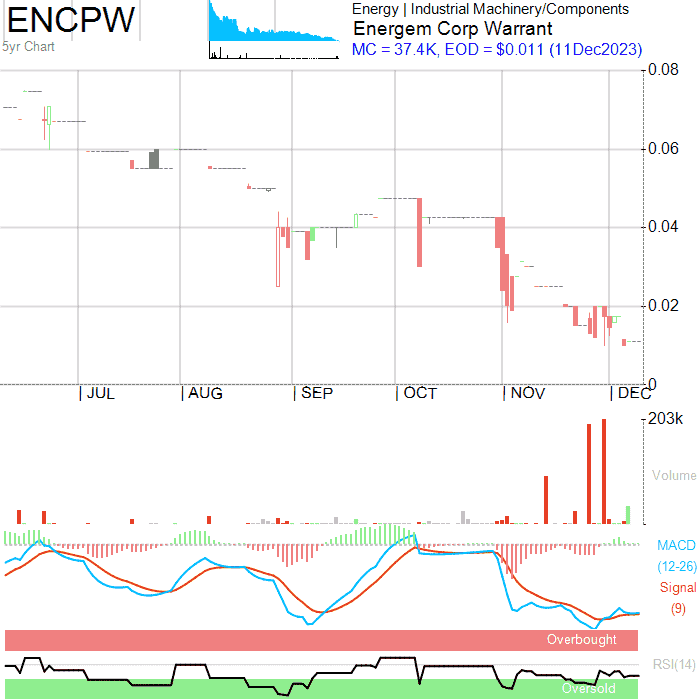 ENCPW
5yr Chart
Energy | Industrial Machinery/Components
Energem Corp Warrant
MC = 37.4K, EOD = $0.011 (11Dec2023)
0.08
0.06
0.04
0.02
0
| JUL | AUG | SEP | OCT | NOV | DEC
203k
Volume
MACD
(12-26)
Signal
(9)
Overbought
RSI(14)
Oversold